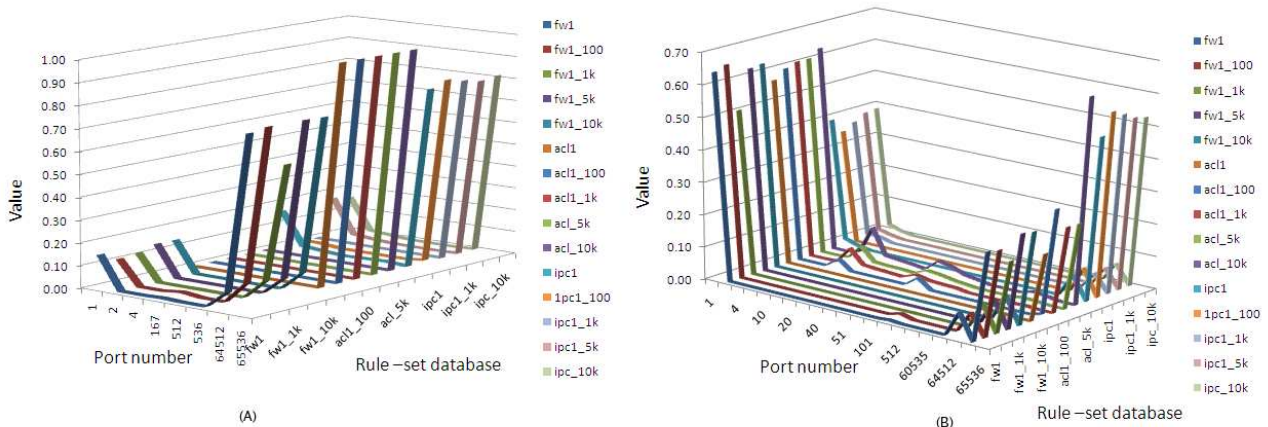 1.00
0.90
0.80
0.70
0.60
0.50
0.40
0.30
0.20
0.10
0.00
Value
1
2
4
167
512
536
64512
65536
Port number
fw1
fw1_1k
fw1_10k
acl1_100
acl_5k
ipc1
ipc1_1k
ipc_10k
Rule –set database
fw1
fw1_100
fw1_1k
fw1_5k
fw1_10k
acl1
acl1_100
acl1_1k
acl_5k
acl_10k
ipc1
1pc1_100
ipc1_1k
ipc1_5k
ipc_10k
(A)
0.70
0.60
0.50
0.40
0.30
0.20
0.10
0.00
Value
1
4
10
20
40
51
101
512
60535
64512
65536
Port number
fw1
fw1_1k
fw1_10k
acl1_100
acl_5k
ipc1
ipc1_1k
ipc_10k
Rule –set database
fw1
fw1_100
fw1_1k
fw1_5k
fw1_10k
acl1
acl1_100
acl1_1k
acl_5k
acl_10k
ipc1
1pc1_100
ipc1_1k
ipc1_5k
ipc_10k
(B)